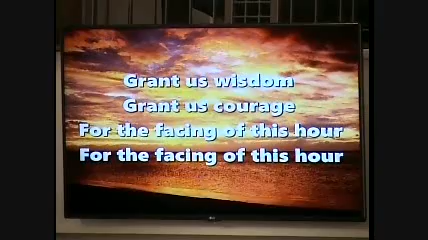 Grant us wisdom
Grant us courage
For the facing of this hour
For the facing of this hour